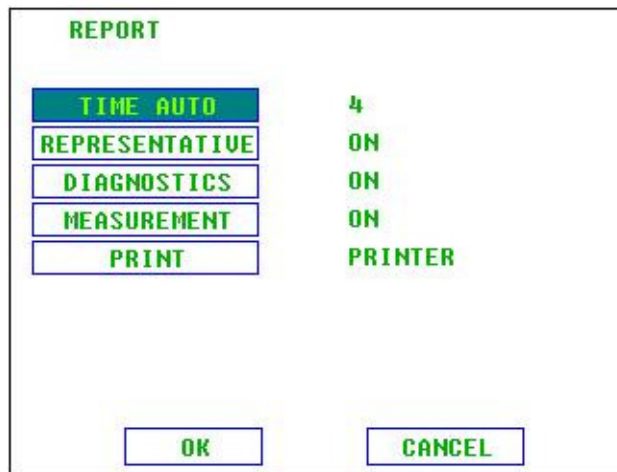 REPORT
TIME AUTO 4
REPRESENTATIVE ON
DIAGNOSTICS ON
MEASUREMENT ON
PRINT PRINTER
OK CANCEL